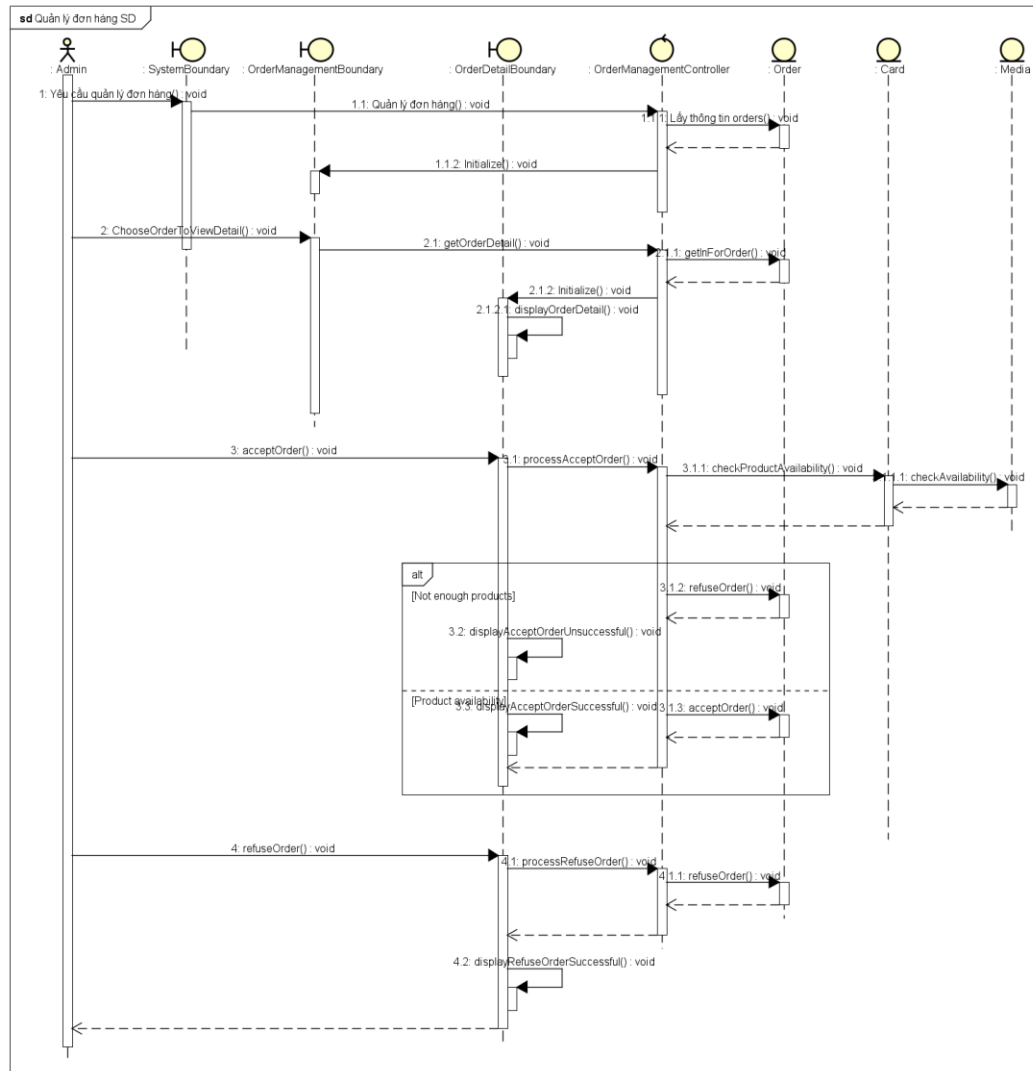 sd Quản lý đơn hàng SD
: Admin
: SystemBoundary
: OrderManagementBoundary
: OrderDetailBoundary
: OrderManagementController
: Order
: Card
: Media
1: Yêu cầu quản lý đơn hàng() : void
1.1: Quản lý đơn hàng() : void
1.1.1: Lấy thông tin orders() : void
1.1.2: Initialize() : void
2: ChooseOrderToViewDetail() : void
2.1: getOrderDetail() : void
2.1.1: getInForOrder() : void
2.1.2: Initialize() : void
2.1.2.1: displayOrderDetail() : void
3: acceptOrder() : void
3.1: processAcceptOrder() : void
3.1.1: checkProductAvailability() : void
checkAvailability() : void
alt
[Not enough products]
3.1.2: refuseOrder() : void
3.2: displayAcceptOrderUnsuccessful() : void
[Product availability]
3.3: displayAcceptOrderSuccessful() : void
3.1.3: acceptOrder() : void
4: refuseOrder() : void
4.1: processRefuseOrder() : void
4.1.1: refuseOrder() : void
4.2: displayRefuseOrderSuccessful() : void